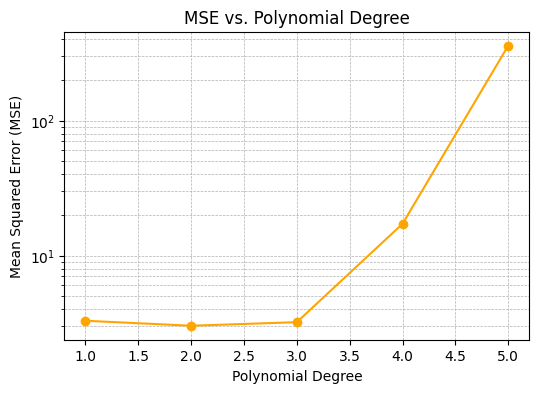 MSE vs. Polynomial Degree
Mean Squared Error (MSE)
10²
10¹
1.0 1.5 2.0 2.5 3.0 3.5 4.0 4.5 5.0
Polynomial Degree